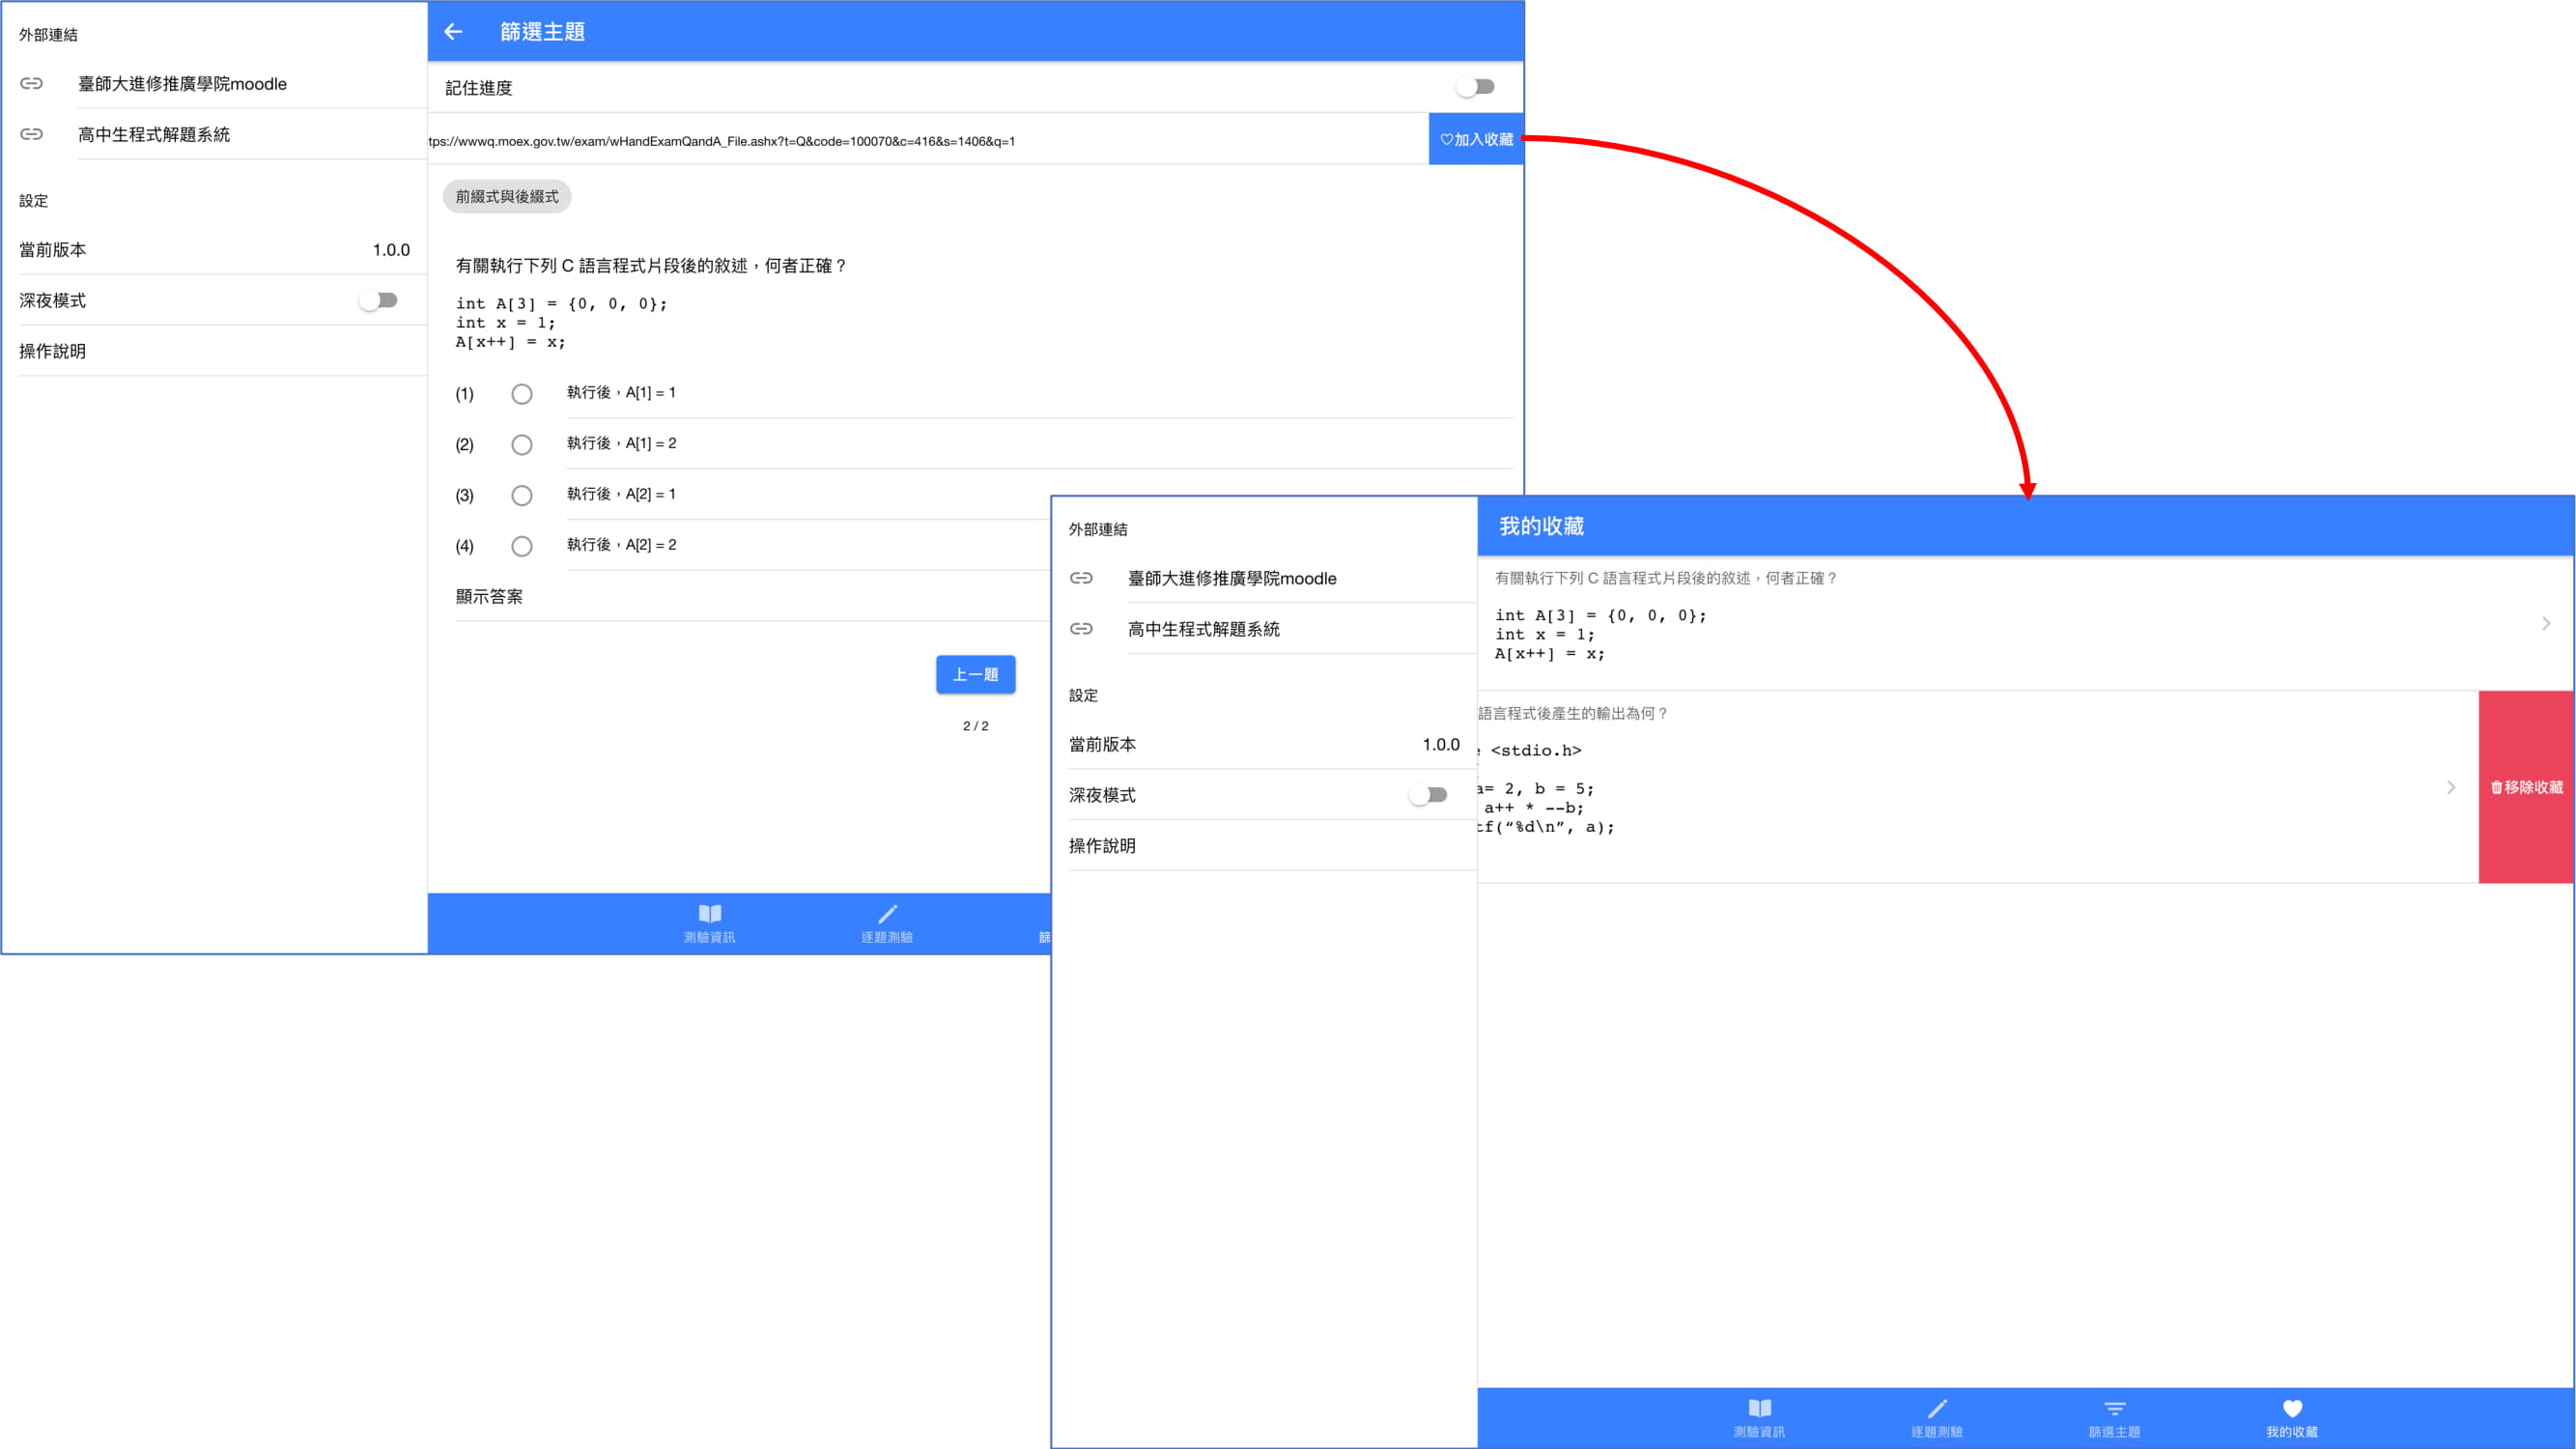 外部連結
臺師大進修推廣學院moodle
高中生程式解題系統
設定
當前版本 1.0.0
深夜模式
操作說明
篩選主題
記住進度
tps://wwwq.moex.gov.tw/exam/wHandExamQandA_File.ashx?t=Q&code=100070&c=416&s=1406&q=1
♡加入收藏
前綴式與後綴式
有關執行下列 C 語言程式片段後的敘述，何者正確？
int A[3] = {0, 0, 0};
int x = 1;
A[x++] = x;
(1) 執行後，A[1] = 1
(2) 執行後，A[1] = 2
(3) 執行後，A[2] = 1
(4) 執行後，A[2] = 2
顯示答案
上一題
2 / 2
測驗資訊
逐題測驗
篩
外部連結
臺師大進修推廣學院moodle
高中生程式解題系統
設定
當前版本 1.0.0
深夜模式
操作說明
我的收藏
有關執行下列 C 語言程式片段後的敘述，何者正確？
int A[3] = {0, 0, 0};
int x = 1;
A[x++] = x;
語言程式後產生的輸出為何？
<stdio.h>
a= 2, b = 5;
a++ * --b;
tf(“%d\n”, a);
移除收藏
測驗資訊
逐題測驗
篩選主題
我的收藏